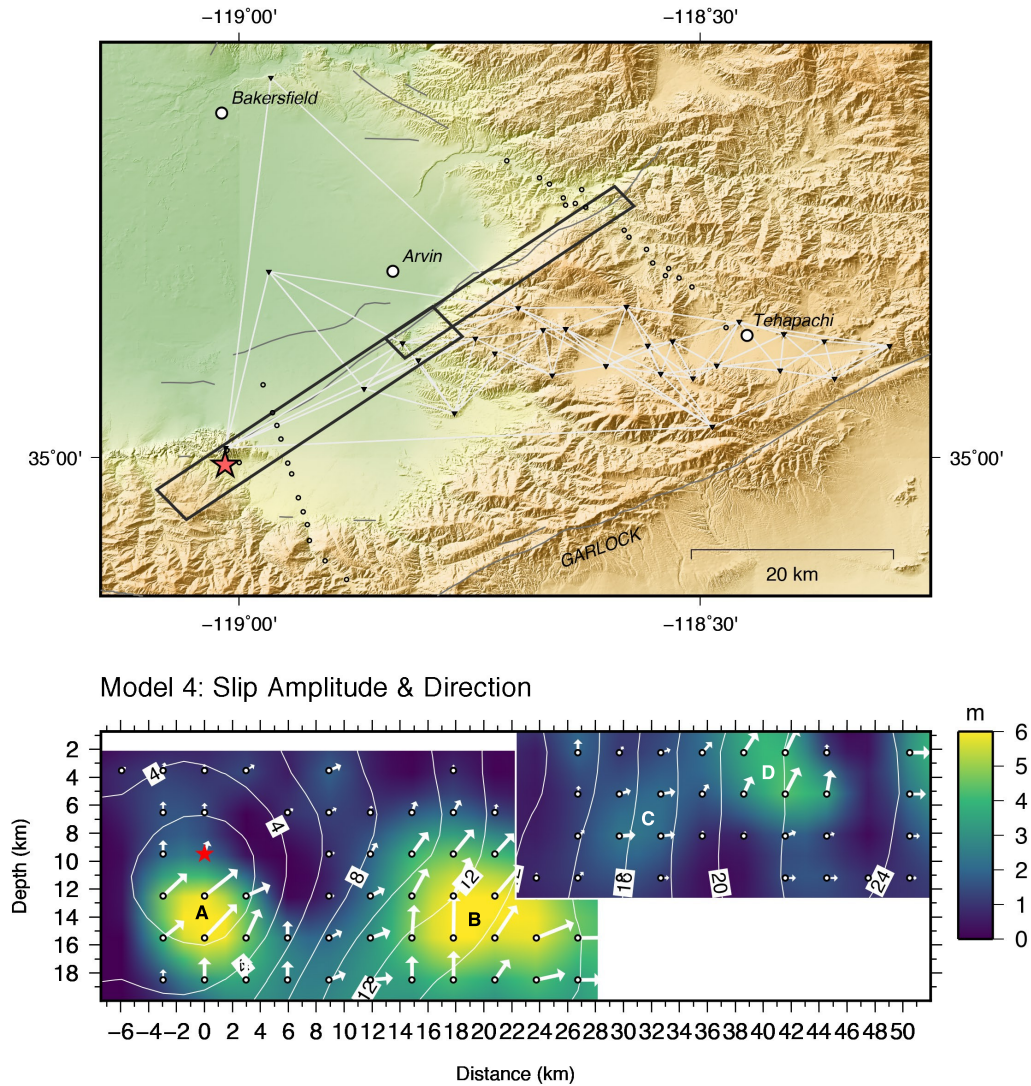 −119˚00' −118˚30'
Bakersfield
Arvin
Tehapachi
35˚00' 35˚00'
GARLOCK
20 km
−119˚00' −118˚30'
Model 4: Slip Amplitude & Direction
m
2 6
4 4 D 5
6 4
8 C 4
10 8 12 3
12 16 20 24 2
14 A B 1
16 0
18 4 12
Depth (km)
−6 −4 −2 0 2 4 6 8 10 12 14 16 18 20 22 24 26 28 30 32 34 36 38 40 42 44 46 48 50
Distance (km)